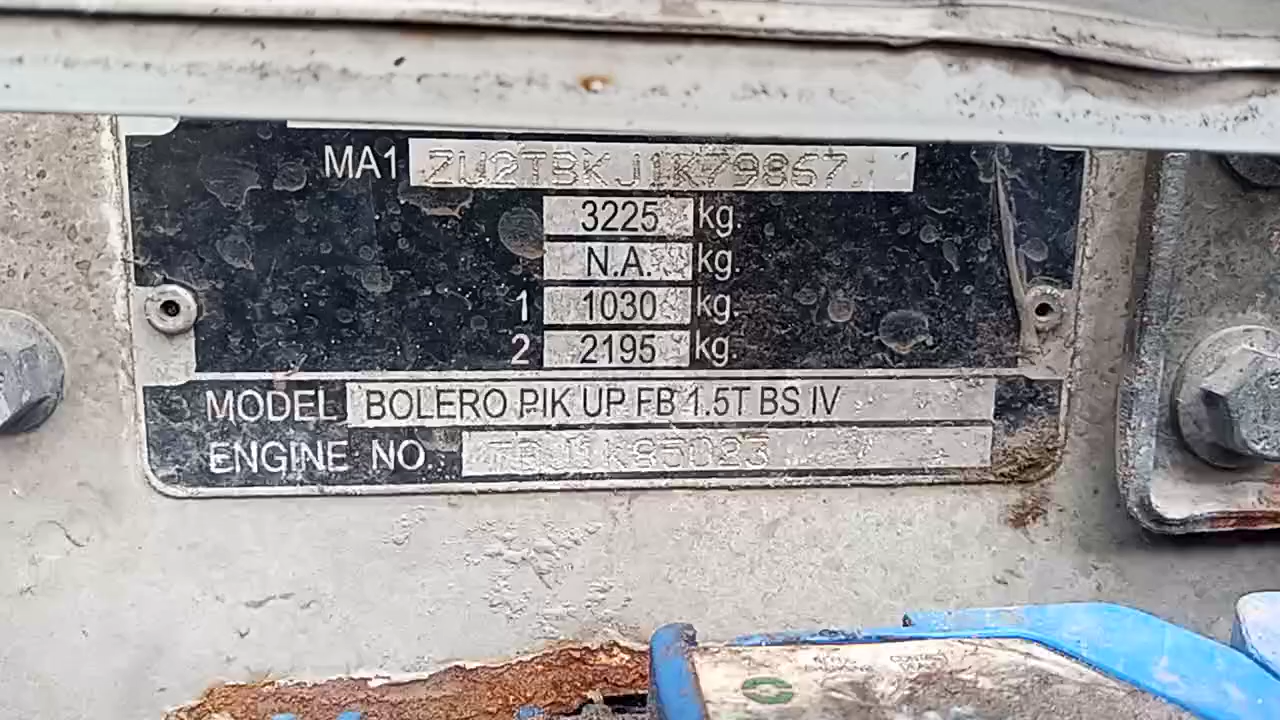 MA1 ZU2TBKJ1K79867
3225 kg.
N.A. kg.
1 1030 kg.
2 2195 kg.
MODEL BOLERO PIK UP FB 1.5T BS IV
ENGINE NO. TBJ1K85023